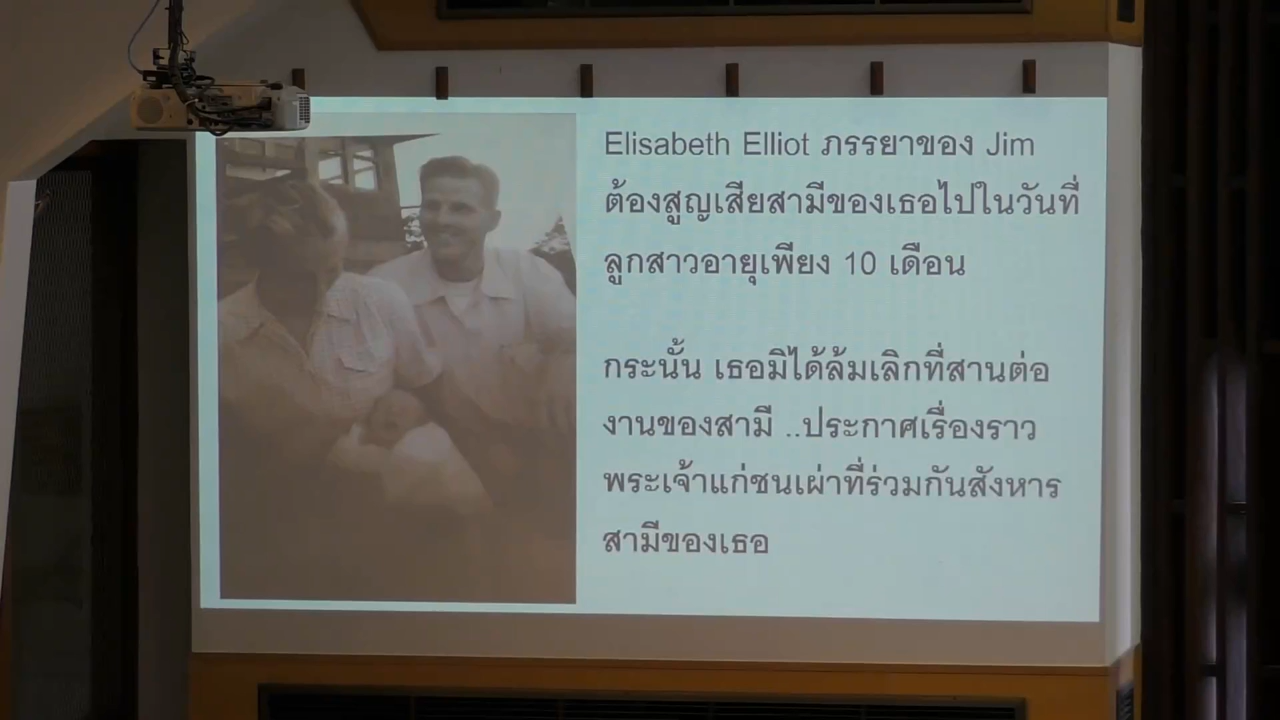 Elisabeth Elliot ภรรยาของ Jim
ต้องสูญเสียสามีของเธอไปในวันที่
ลูกสาวอายุเพียง 10 เดือน
กระนั้น เธอมิได้ล้มเลิกที่สานต่อ
งานของสามี ..ประกาศเรื่องราว
พระเจ้าแก่ชนเผ่าที่ร่วมกันสังหาร
สามีของเธอ